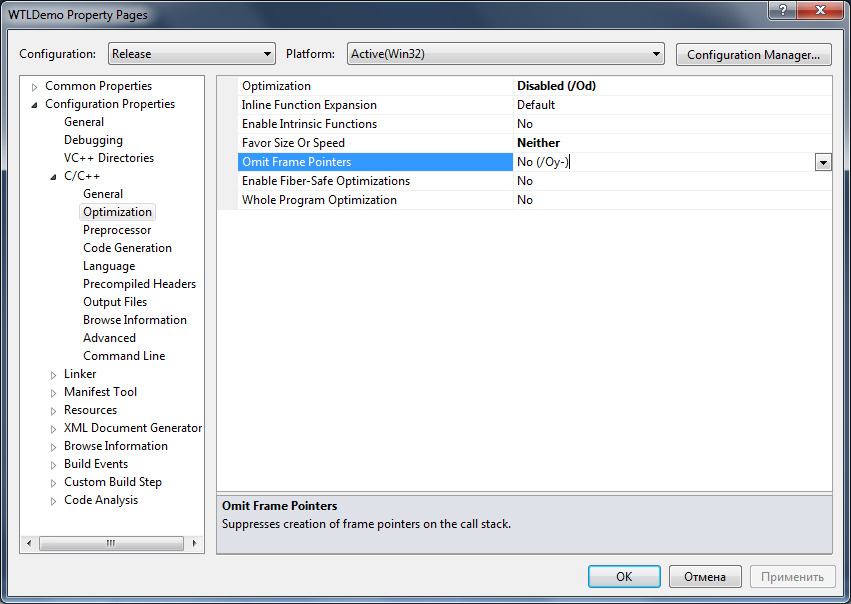 WTLDemo Property Pages
?
Configuration: Release Platform: Active(Win32) Configuration Manager...
Common Properties
Configuration Properties
General
Debugging
VC++ Directories
C/C++
General
Optimization
Preprocessor
Code Generation
Language
Precompiled Headers
Output Files
Browse Information
Advanced
Command Line
Linker
Manifest Tool
Resources
XML Document Generator
Browse Information
Build Events
Custom Build Step
Code Analysis
Optimization Disabled (/Od)
Inline Function Expansion Default
Enable Intrinsic Functions No
Favor Size Or Speed Neither
Omit Frame Pointers No (/Oy-)
Enable Fiber-Safe Optimizations No
Whole Program Optimization No
Omit Frame Pointers
Suppresses creation of frame pointers on the call stack.
OK Отмена Применить